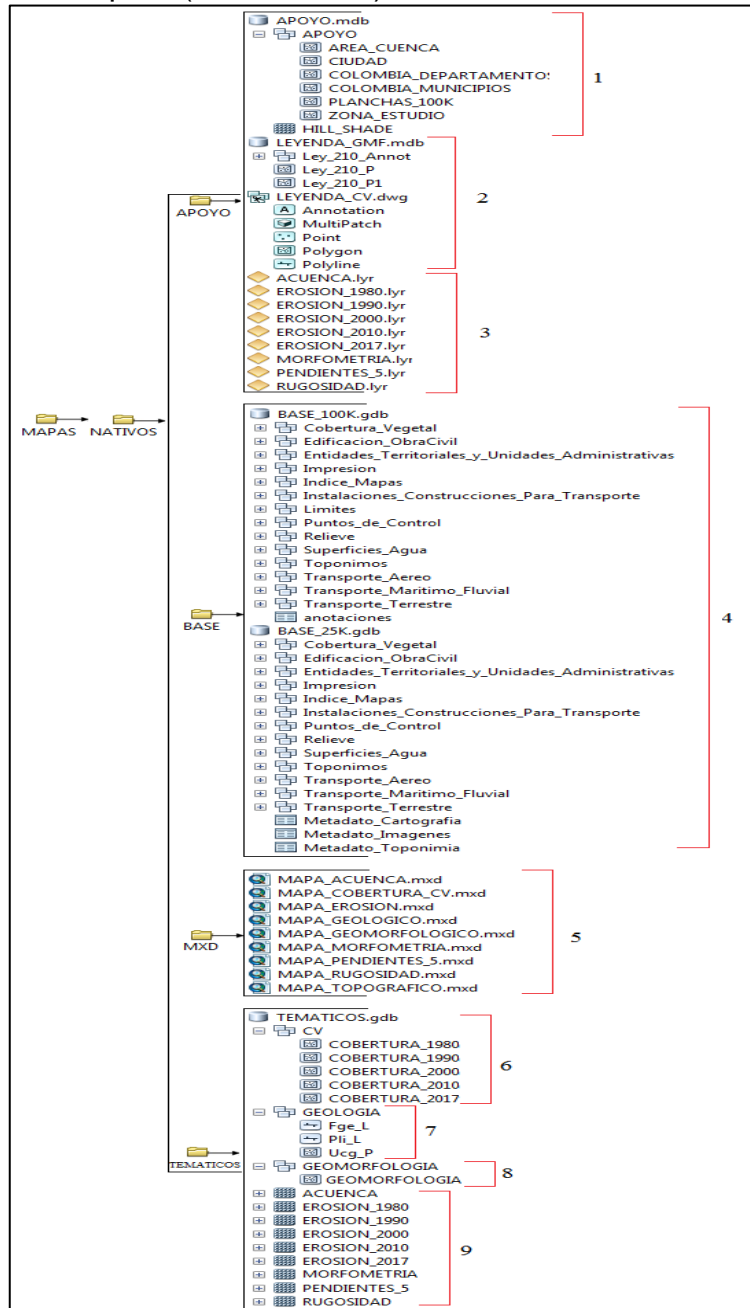 APOYO.mdb
APOYO
AREA_CUENCA
CIUDAD
COLOMBIA_DEPARTAMENTOS
COLOMBIA_MUNICIPIOS
PLANCHAS_100K
ZONA_ESTUDIO
HILL_SHADE
1
LEYENDA_GMF.mdb
Ley_210_Annot
Ley_210_P
Ley_210_P1
LEYENDA_CV.dwg
A Annotation
MultiPatch
Point
Polygon
Polyline
2
ACUENCA.lyr
EROSION_1980.lyr
EROSION_1990.lyr
EROSION_2000.lyr
EROSION_2010.lyr
EROSION_2017.lyr
MORFOMETRIA.lyr
PENDIENTES_5.lyr
RUGOSIDAD.lyr
3
APOYO
MAPAS
NATIVOS
BASE_100K.gdb
Cobertura_Vegetal
Edificacion_ObraCivil
Entidades_Territoriales_y_Unidades_Administrativas
Impresion
Indice_Mapas
Instalaciones_Construcciones_Para_Transporte
Limites
Puntos_de_Control
Relieve
Superficies_Agua
Toponimos
Transporte_Aereo
Transporte_Maritimo_Fluvial
Transporte_Terrestre
anotaciones
BASE
BASE_25K.gdb
Cobertura_Vegetal
Edificacion_ObraCivil
Entidades_Territoriales_y_Unidades_Administrativas
Impresion
Indice_Mapas
Instalaciones_Construcciones_Para_Transporte
Puntos_de_Control
Relieve
Superficies_Agua
Toponimos
Transporte_Aereo
Transporte_Maritimo_Fluvial
Transporte_Terrestre
Metadato_Cartografia
Metadato_Imagenes
Metadato_Toponimia
4
MAPA_ACUENCA.mxd
MAPA_COBERTURA_CV.mxd
MAPA_EROSION.mxd
MAPA_GEOLOGICO.mxd
MAPA_GEOMORFOLOGICO.mxd
MAPA_MORFOMETRIA.mxd
MAPA_PENDIENTES_5.mxd
MAPA_RUGOSIDAD.mxd
MAPA_TOPOGRAFICO.mxd
5
MXD
TEMATICOS.gdb
CV
COBERTURA_1980
COBERTURA_1990
COBERTURA_2000
COBERTURA_2010
COBERTURA_2017
6
GEOLOGIA
Fge_L
Pli_L
Ucg_P
7
TEMATICOS
GEOMORFOLOGIA
GEOMORFOLOGIA
8
ACUENCA
EROSION_1980
EROSION_1990
EROSION_2000
EROSION_2010
EROSION_2017
MORFOMETRIA
PENDIENTES_5
RUGOSIDAD
9